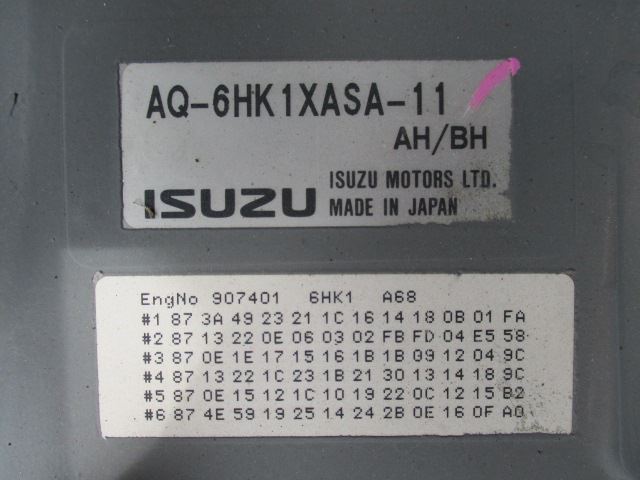 AQ-6HK1XASA-11
AH/BH
ISUZU
ISUZU MOTORS LTD.
MADE IN JAPAN
EngNo 907401 6HK1 A68
#1 87 3A 49 23 21 1C 16 14 18 0B 01 FA
#2 87 13 22 0E 06 03 02 FB FD 04 E5 58
#3 87 0E 1E 17 15 16 1B 1B 09 12 04 9C
#4 87 13 22 1C 23 1B 21 30 13 14 18 9C
#5 87 0E 15 12 1C 10 19 22 0C 12 15 B2
#6 87 4E 59 19 25 14 24 2B 0E 16 0F A0